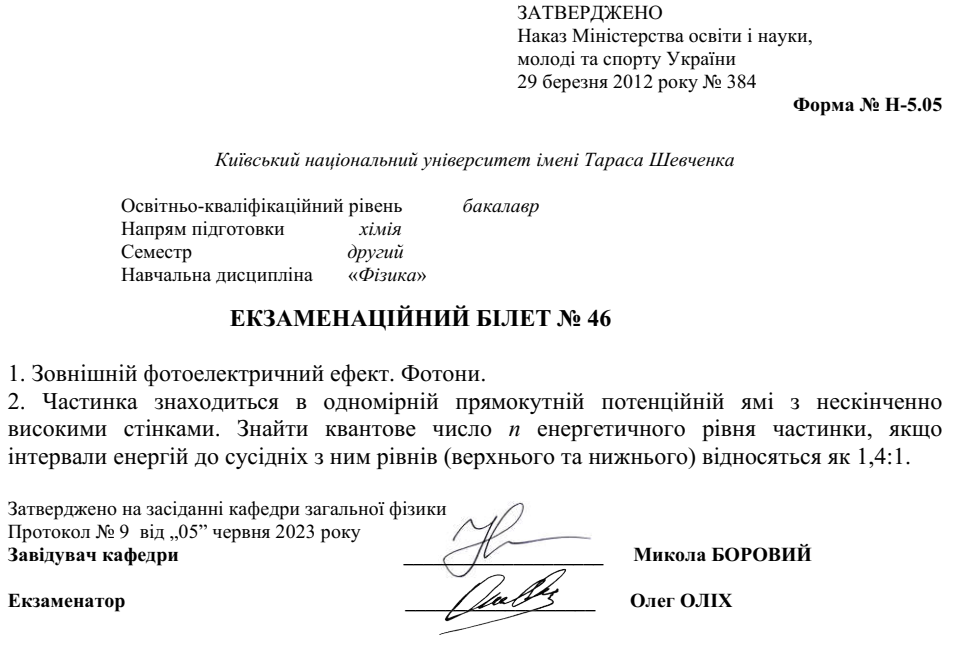 ЗАТВЕРДЖЕНО
Наказ Міністерства освіти і науки,
молоді та спорту України
29 березня 2012 року № 384
Форма № Н-5.05
Київський національний університет імені Тараса Шевченка
Освітньо-кваліфікаційний рівень бакалавр
Напрям підготовки хімія
Семестр другий
Навчальна дисципліна «Фізика»
ЕКЗАМЕНАЦІЙНИЙ БІЛЕТ № 46
1. Зовнішній фотоелектричний ефект. Фотони.
2. Частинка знаходиться в одномірній прямокутній потенційній ямі з нескінченно
високими стінками. Знайти квантове число n енергетичного рівня частинки, якщо
інтервали енергій до сусідніх з ним рівнів (верхнього та нижнього) відносяться як 1,4:1.
Затверджено на засіданні кафедри загальної фізики
Протокол № 9 від „05” червня 2023 року
Завідувач кафедри Микола БОРОВИЙ
Екзаменатор Олег ОЛІХ